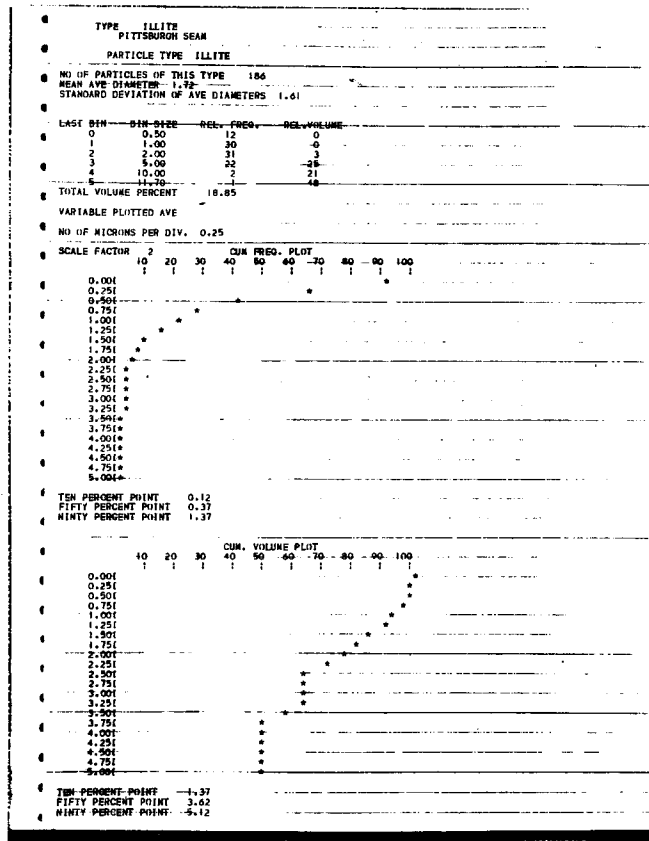 TYPE ILLITE
PITTSBURGH SEAM
PARTICLE TYPE ILLITE
NO OF PARTICLES OF THIS TYPE 186
MEAN AVE DIAMETER 1.72
STANDARD DEVIATION OF AVE DIAMETERS 1.61
LAST BIN BIN SIZE REL. FREQ. REL.VOLUME
0 0.50 12 0
1 1.00 30 0
2 2.00 31 3
3 5.00 22 25
4 10.00 2 21
5 11.70 1 48
TOTAL VOLUME PERCENT 18.85
VARIABLE PLOTTED AVE
NO OF MICRONS PER DIV. 0.25
SCALE FACTOR 2 CUM FREQ. PLOT
10 20 30 40 50 60 70 80 90 100
0.00I *
0.25I *
0.50I *
0.75I *
1.00I *
1.25I *
1.50I *
1.75I *
2.00I *
2.25I *
2.50I *
2.75I *
3.00I *
3.25I *
3.50I*
3.75I*
4.00I*
4.25I*
4.50I*
4.75I*
5.00I*
TEN PERCENT POINT 0.12
FIFTY PERCENT POINT 0.37
NINTY PERCENT POINT 1.37
CUM. VOLUME PLOT
10 20 30 40 50 60 70 80 90 100
0.00I *
0.25I *
0.50I *
0.75I *
1.00I *
1.25I *
1.50I *
1.75I *
2.00I *
2.25I *
2.50I *
2.75I *
3.00I *
3.25I *
3.50I *
3.75I *
4.00I *
4.25I *
4.50I *
4.75I *
5.00I *
TEN PERCENT POINT 1.37
FIFTY PERCENT POINT 3.62
NINTY PERCENT POINT 5.12